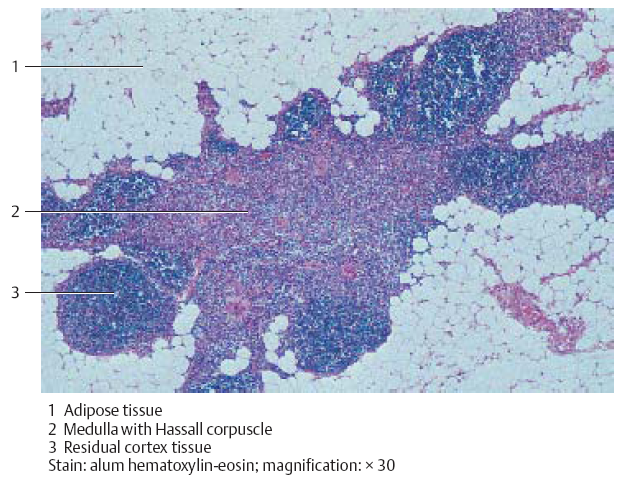 1
2
3
1 Adipose tissue
2 Medulla with Hassall corpuscle
3 Residual cortex tissue
Stain: alum hematoxylin-eosin; magnification: × 30